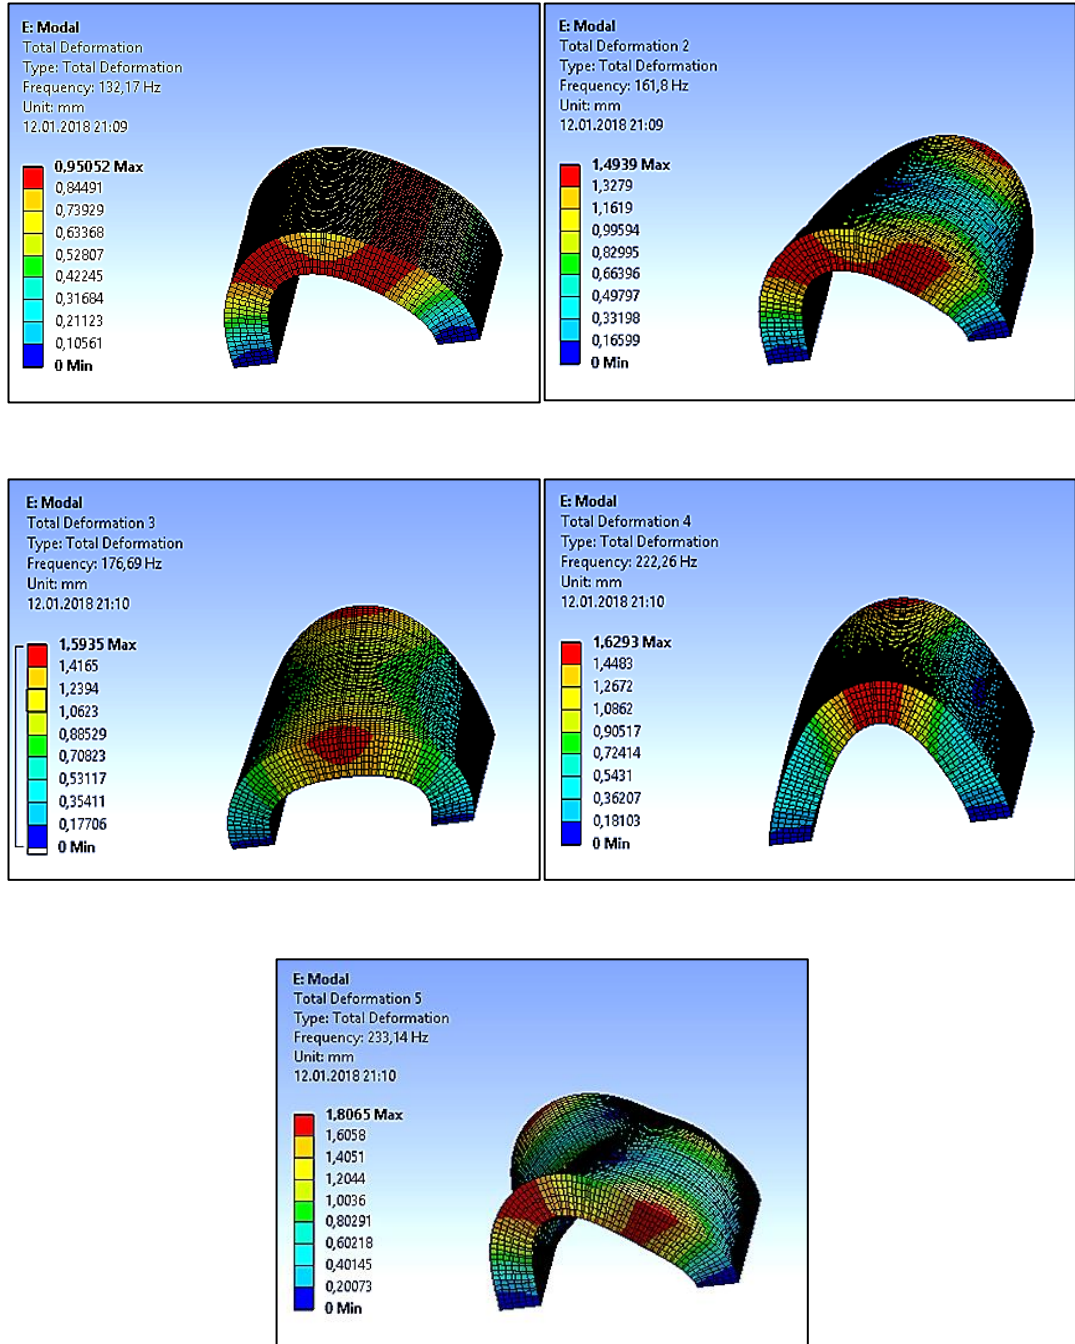 E: Modal
Total Deformation
Type: Total Deformation
Frequency: 132,17 Hz
Unit: mm
12.01.2018 21:09
0,95052 Max
0,84491
0,73929
0,63368
0,52807
0,42245
0,31684
0,21123
0,10561
0 Min
E: Modal
Total Deformation 2
Type: Total Deformation
Frequency: 161,8 Hz
Unit: mm
12.01.2018 21:09
1,4939 Max
1,3279
1,1619
0,99594
0,82995
0,66396
0,49797
0,33198
0,16599
0 Min
E: Modal
Total Deformation 3
Type: Total Deformation
Frequency: 176,69 Hz
Unit: mm
12.01.2018 21:10
1,5935 Max
1,4165
1,2394
1,0623
0,88529
0,70823
0,53117
0,35411
0,17706
0 Min
E: Modal
Total Deformation 4
Type: Total Deformation
Frequency: 222,26 Hz
Unit: mm
12.01.2018 21:10
1,6293 Max
1,4483
1,2672
1,0862
0,90517
0,72414
0,5431
0,36207
0,18103
0 Min
E: Modal
Total Deformation 5
Type: Total Deformation
Frequency: 233,14 Hz
Unit: mm
12.01.2018 21:10
1,8065 Max
1,6058
1,4051
1,2044
1,0036
0,80291
0,60218
0,40145
0,20073
0 Min